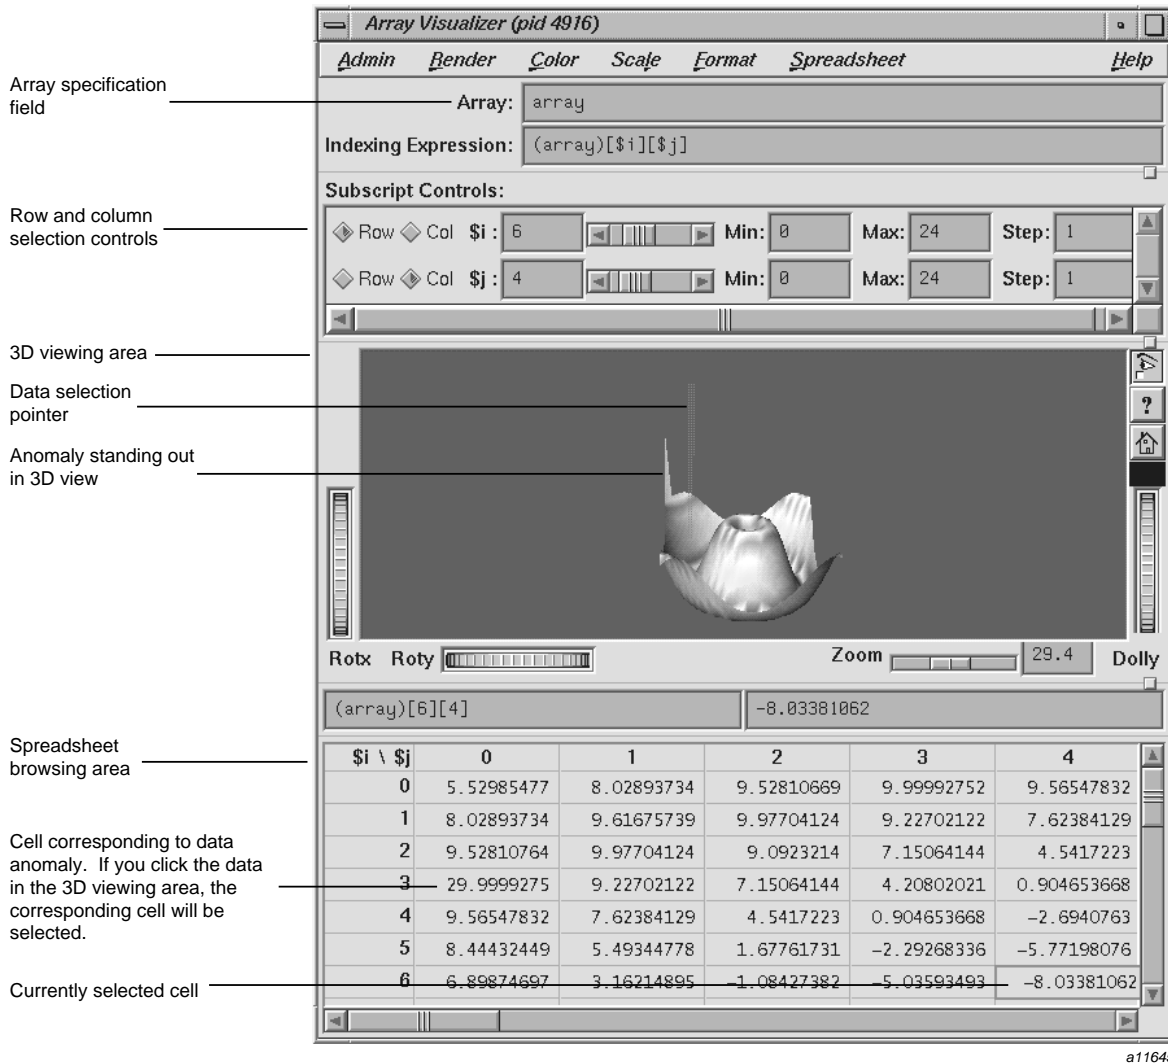 Array Visualizer (pid 4916)
Admin Render Color Scale Format Spreadsheet Help
Array specification
field
Array: array
Indexing Expression: (array)[$i][$j]
Subscript Controls:
Row and column
selection controls
Row Col $i : 6 Min: 0 Max: 24 Step: 1
Row Col $j : 4 Min: 0 Max: 24 Step: 1
3D viewing area
Data selection
pointer
?
Anomaly standing out
in 3D view
Rotx Roty Zoom 29.4 Dolly
(array)[6][4] -8.03381062
Spreadsheet
browsing area
$i \ $j 0 1 2 3 4
0 5.52985477 8.02893734 9.52810669 9.99992752 9.56547832
1 8.02893734 9.61675739 9.97704124 9.22702122 7.62384129
2 9.52810764 9.97704124 9.0923214 7.15064144 4.5417223
3 29.9999275 9.22702122 7.15064144 4.20802021 0.904653668
4 9.56547832 7.62384129 4.5417223 0.904653668 -2.6940763
5 8.44432449 5.49344778 1.67761731 -2.29268336 -5.77198076
6 6.89874697 3.16214895 -1.08427382 -5.03593493 -8.03381062
Cell corresponding to data
anomaly. If you click the data
in the 3D viewing area, the
corresponding cell will be
selected.
Currently selected cell